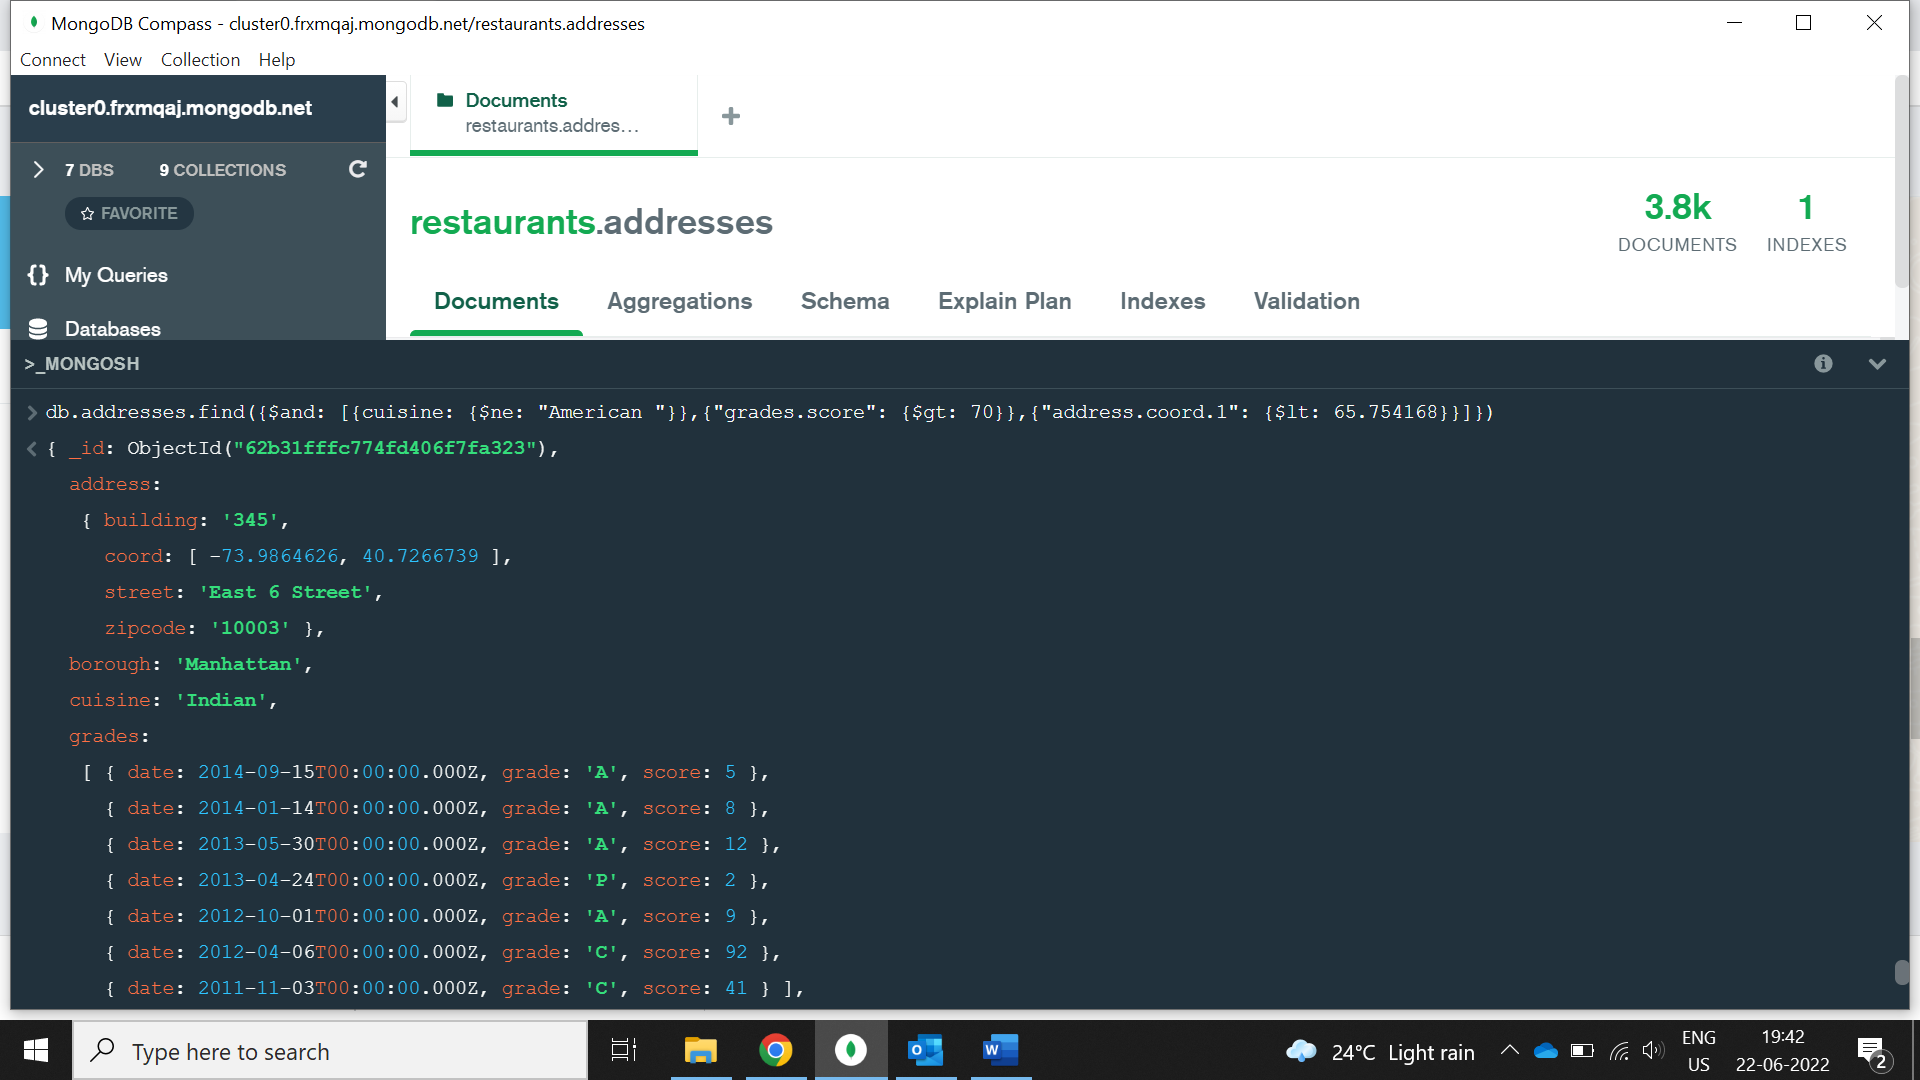 MongoDB Compass - cluster0.frxmqaj.mongodb.net/restaurants.addresses
Connect View Collection Help
cluster0.frxmqaj.mongodb.net
Documents
restaurants.addres...
7 DBS 9 COLLECTIONS
FAVORITE
restaurants.addresses
3.8k
DOCUMENTS
1
INDEXES
{} My Queries
Databases
Documents Aggregations Schema Explain Plan Indexes Validation
>_MONGOSH
> db.addresses.find({$and: [{cuisine: {$ne: "American "}},{"grades.score": {$gt: 70}},{"address.coord.1": {$lt: 65.754168}}]})
< { _id: ObjectId("62b31fffc774fd406f7fa323"),
address:
{ building: '345',
coord: [ -73.9864626, 40.7266739 ],
street: 'East 6 Street',
zipcode: '10003' },
borough: 'Manhattan',
cuisine: 'Indian',
grades:
[ { date: 2014-09-15T00:00:00.000Z, grade: 'A', score: 5 },
{ date: 2014-01-14T00:00:00.000Z, grade: 'A', score: 8 },
{ date: 2013-05-30T00:00:00.000Z, grade: 'A', score: 12 },
{ date: 2013-04-24T00:00:00.000Z, grade: 'P', score: 2 },
{ date: 2012-10-01T00:00:00.000Z, grade: 'A', score: 9 },
{ date: 2012-04-06T00:00:00.000Z, grade: 'C', score: 92 },
{ date: 2011-11-03T00:00:00.000Z, grade: 'C', score: 41 } ],
Type here to search
24°C Light rain
ENG
US
19:42
22-06-2022
2